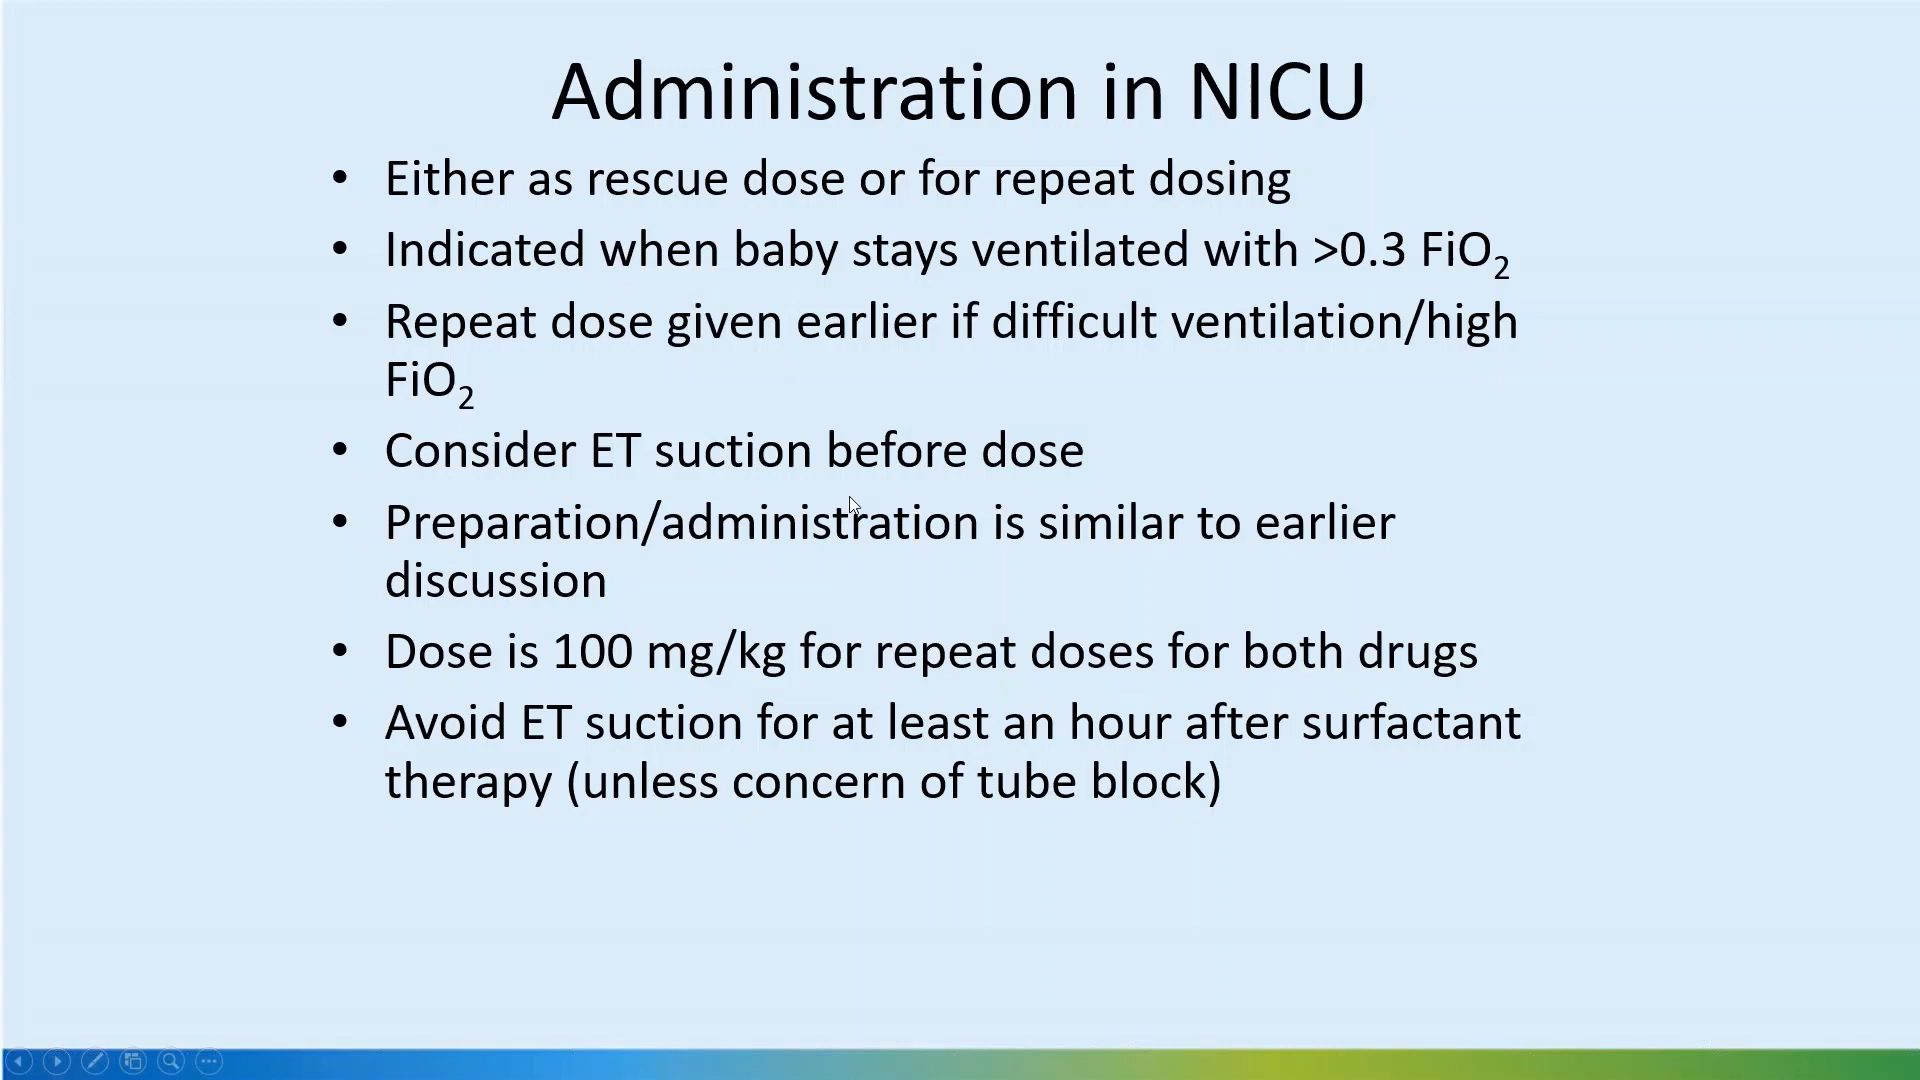 Administration in NICU
• Either as rescue dose or for repeat dosing
• Indicated when baby stays ventilated with >0.3 FiO₂
• Repeat dose given earlier if difficult ventilation/high
FiO₂
• Consider ET suction before dose
• Preparation/administration is similar to earlier
discussion
• Dose is 100 mg/kg for repeat doses for both drugs
• Avoid ET suction for at least an hour after surfactant
therapy (unless concern of tube block)